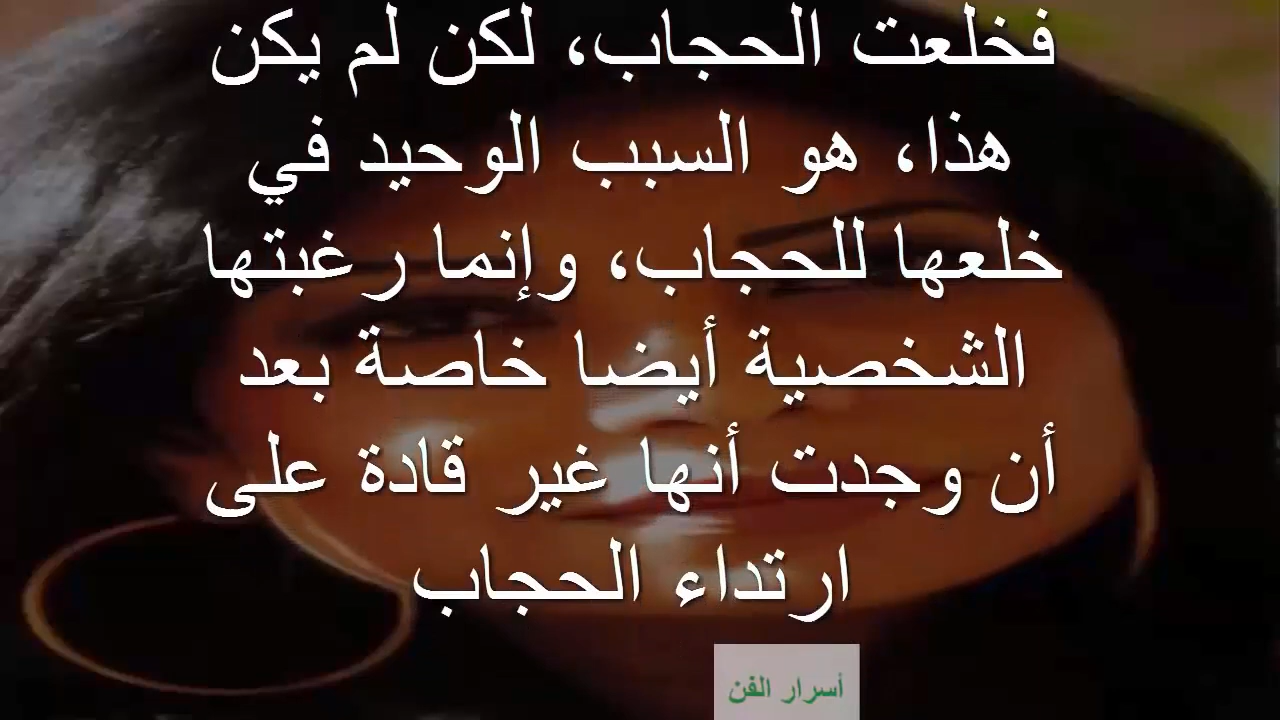 فخلعت الحجاب، لكن لم يكن
هذا، هو السبب الوحيد في
خلعها للحجاب، وإنما رغبتها
الشخصية أيضا خاصة بعد
أن وجدت أنها غير قادة على
ارتداء الحجاب
أسرار الفن